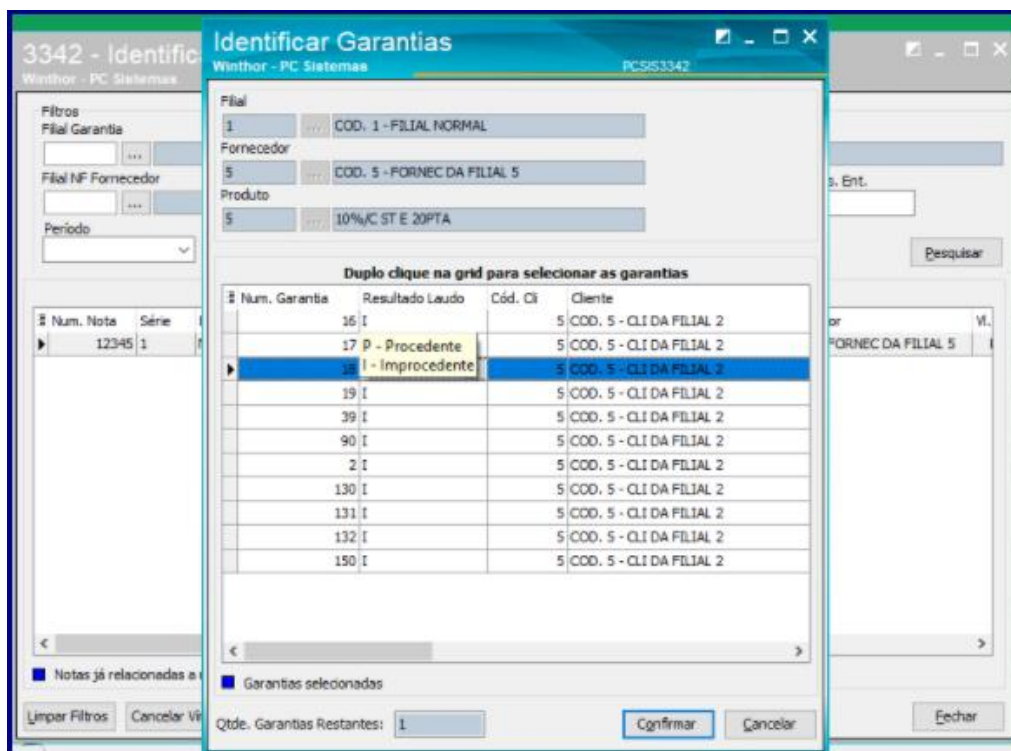 3342 - Identific
Winthor - PC Sistemas
Filtros
Filial Garantia
...
Filial NF Fornecedor
...
Período
s. Ent.
Pesquisar
Num. Nota Série
12345 1
or Vl.
FORNEC DA FILIAL 5
Notas já relacionadas a
Limpar Filtros Cancelar
Fechar
Identificar Garantias
Winthor - PC Sistemas PCSIS3342
Filial
1 ... COD. 1 - FILIAL NORMAL
Fornecedor
5 ... COD. 5 - FORNEC DA FILIAL 5
Produto
5 ... 10%/C ST E 20PTA
Duplo clique na grid para selecionar as garantias
Num. Garantia Resultado Laudo Cód. Cli Cliente
16 I 5 COD. 5 - CLI DA FILIAL 2
17 5 COD. 5 - CLI DA FILIAL 2
P - Procedente
I - Improcedente
18 5 COD. 5 - CLI DA FILIAL 2
19 I 5 COD. 5 - CLI DA FILIAL 2
39 I 5 COD. 5 - CLI DA FILIAL 2
90 I 5 COD. 5 - CLI DA FILIAL 2
2 I 5 COD. 5 - CLI DA FILIAL 2
130 I 5 COD. 5 - CLI DA FILIAL 2
131 I 5 COD. 5 - CLI DA FILIAL 2
132 I 5 COD. 5 - CLI DA FILIAL 2
150 I 5 COD. 5 - CLI DA FILIAL 2
Garantias selecionadas
Qtde. Garantias Restantes: 1
Confirmar Cancelar